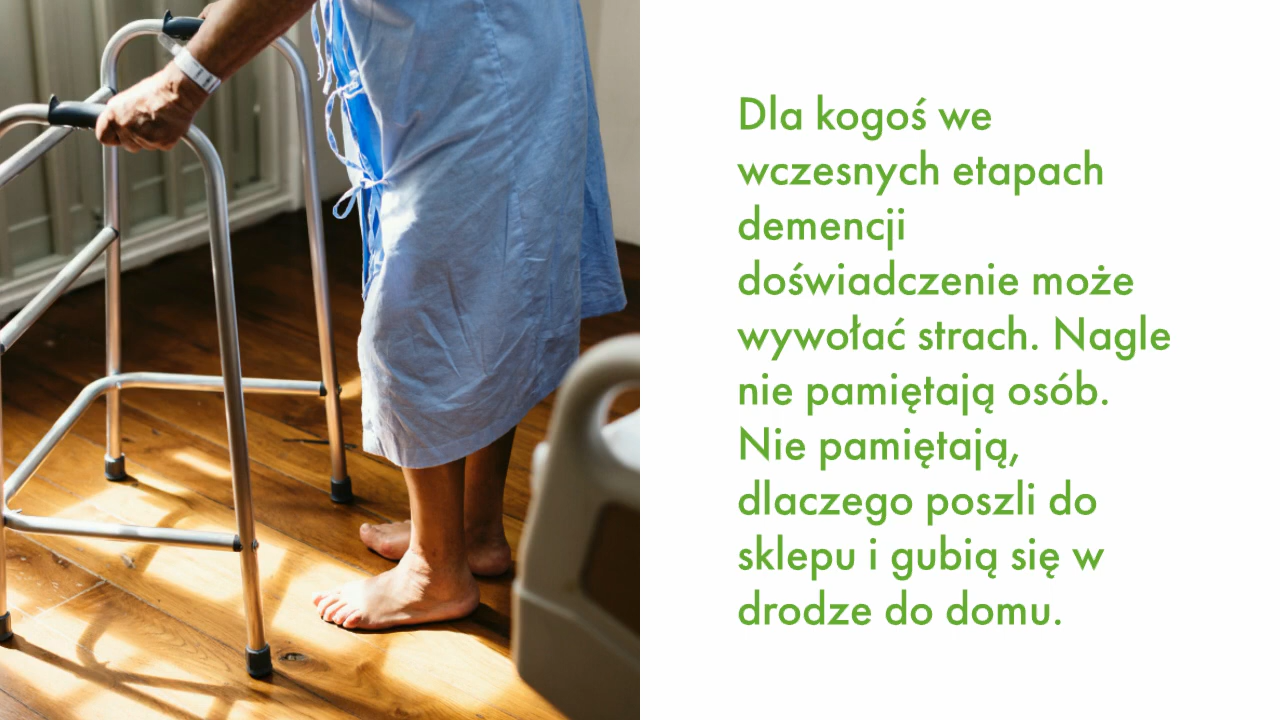 Dla kogoś we
wczesnych etapach
demencji
doświadczenie może
wywołać strach. Nagle
nie pamiętają osób.
Nie pamiętają,
dlaczego poszli do
sklepu i gubią się w
drodze do domu.